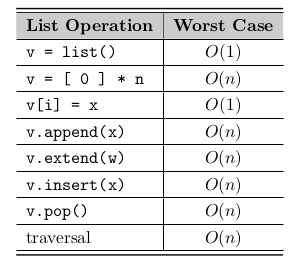 List Operation Worst Case
v = list() O(1)
v = [ 0 ] * n O(n)
v[i] = x O(1)
v.append(x) O(n)
v.extend(w) O(n)
v.insert(x) O(n)
v.pop() O(n)
traversal O(n)